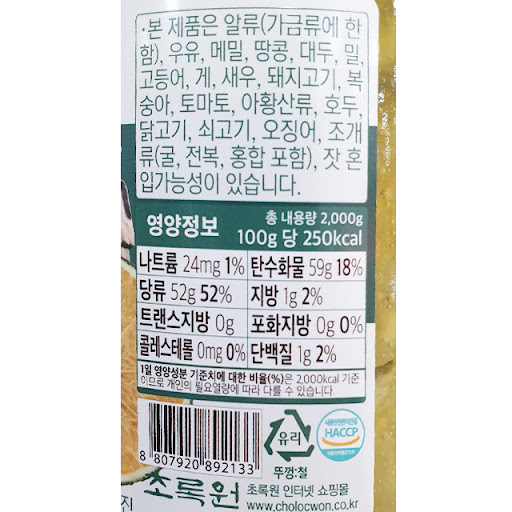 ·본 제품은 알류(가금류에 한
함), 우유, 메밀, 땅콩, 대두, 밀,
고등어, 게, 새우, 돼지고기, 복
숭아, 토마토, 아황산류, 호두,
닭고기, 쇠고기, 오징어, 조개
류(굴, 전복, 홍합 포함), 잣 혼
입가능성이 있습니다.
영양정보 총 내용량 2,000g
100g 당 250kcal
나트륨 24mg 1% 탄수화물 59g 18%
당류 52g 52% 지방 1g 2%
트랜스지방 0g 포화지방 0g 0%
콜레스테롤 0mg 0% 단백질 1g 2%
1일 영양성분 기준치에 대한 비율(%)은 2,000kcal 기준
이므로 개인의 필요열량에 따라 다를 수 있습니다.
유리
HACCP
뚜껑:철
8 807920 892133
초록원 초록원 인터넷 쇼핑몰
www.cholocwon.co.kr
지